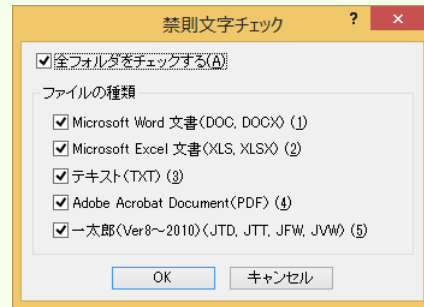 禁則文字チェック ? ×
全フォルダをチェックする(A)
ファイルの種類
Microsoft Word 文書(DOC, DOCX) (1)
Microsoft Excel 文書(XLS, XLSX) (2)
テキスト(TXT) (3)
Adobe Acrobat Document(PDF) (4)
一太郎(Ver8～2010)(JTD, JTT, JFW, JVW) (5)
OK キャンセル